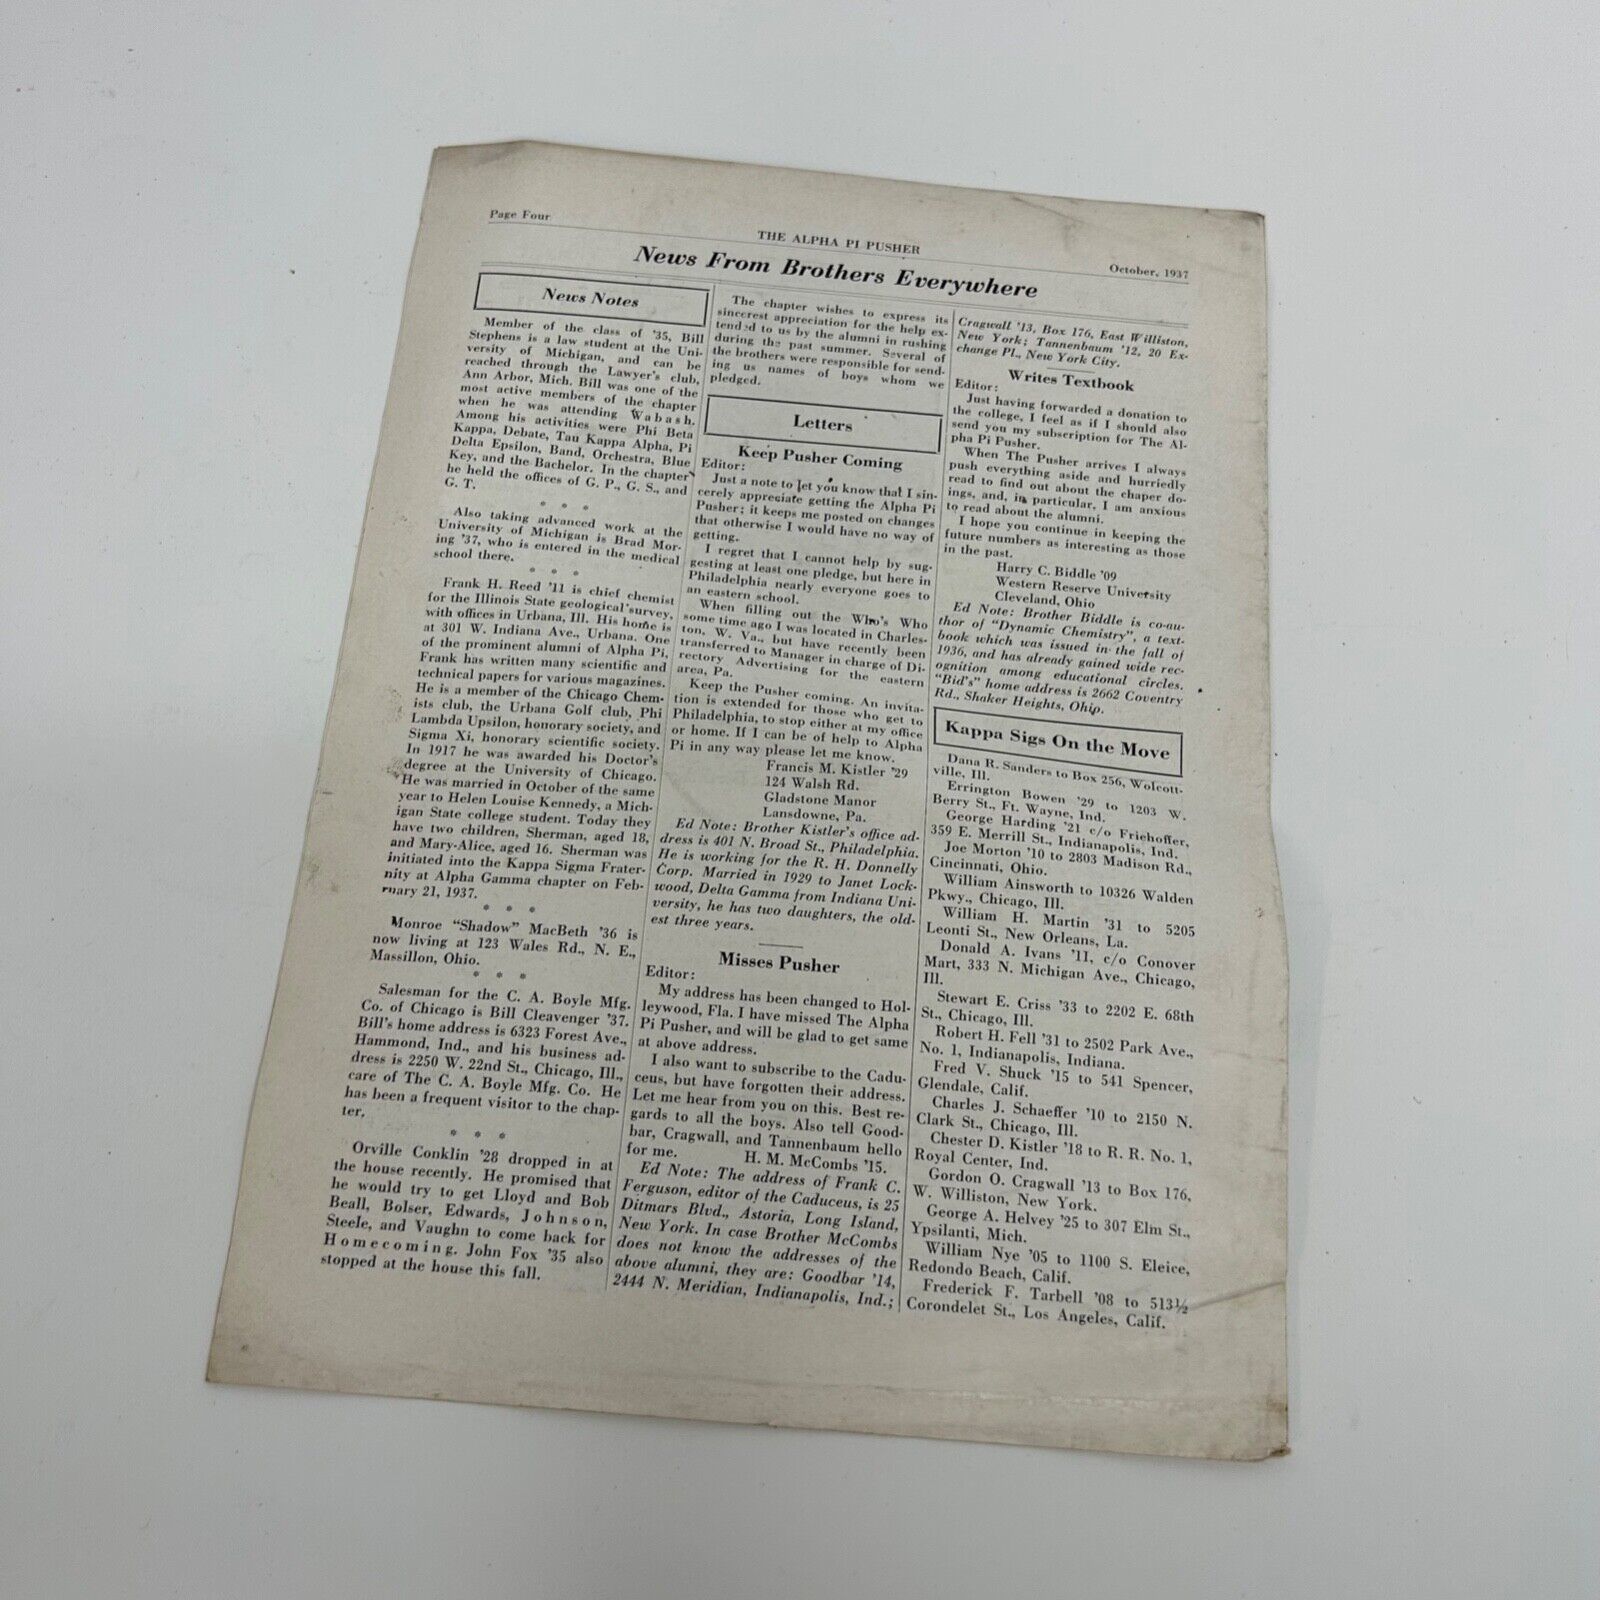 Page Four
THE ALPHA PI PUSHER
October, 1937
News From Brothers Everywhere
News Notes
Member of the class of '35, Bill
Stephens is a law student at the Uni-
versity of Michigan, and can be
reached through the Lawyer's club,
Ann Arbor, Mich. Bill was one of the
most active members of the chapter
when he was attending Wabash.
Among his activities were Phi Beta
Kappa, Debate, Tau Kappa Alpha, Pi
Delta Epsilon, Band, Orchestra, Blue
Key, and the Bachelor. In the chapter
he held the offices of G. P., G. S., and
G. T.
* * *
Also taking advanced work at the
University of Michigan is Brad Mor-
ing '37, who is entered in the medical
school there.
* * *
Frank H. Reed '11 is chief chemist
for the Illinois State geological survey,
with offices in Urbana, Ill. His home is
at 301 W. Indiana Ave., Urbana. One
of the prominent alumni of Alpha Pi,
Frank has written many scientific and
technical papers for various magazines.
He is a member of the Chicago Chem-
ists club, the Urbana Golf club, Phi
Lambda Upsilon, honorary society, and
Sigma Xi, honorary scientific society.
In 1917 he was awarded his Doctor's
degree at the University of Chicago.
He was married in October of the same
year to Helen Louise Kennedy, a Mich-
igan State college student. Today they
have two children, Sherman, aged 18,
and Mary-Alice, aged 16. Sherman was
initiated into the Kappa Sigma Frater-
nity at Alpha Gamma chapter on Feb-
ruary 21, 1937.
* * *
Monroe "Shadow" MacBeth '36 is
now living at 123 Wales Rd., N. E.,
Massillon, Ohio.
* * *
Salesman for the C. A. Boyle Mfg.
Co. of Chicago is Bill Cleavenger '37.
Bill's home address is 6323 Forest Ave.,
Hammond, Ind., and his business ad-
dress is 2250 W. 22nd St., Chicago, Ill.,
care of The C. A. Boyle Mfg. Co. He
has been a frequent visitor to the chap-
ter.
* * *
Orville Conklin '28 dropped in at
the house recently. He promised that
he would try to get Lloyd and Bob
Beall, Bolser, Edwards, Johnson,
Steele, and Vaughn to come back for
Homecoming. John Fox '35 also
stopped at the house this fall.
The chapter wishes to express its
sincerest appreciation for the help ex-
tended to us by the alumni in rushing
during the past summer. Several of
the brothers were responsible for send-
ing us names of boys whom we
pledged.
Letters
Keep Pusher Coming
Editor:
Just a note to let you know that I sin-
cerely appreciate getting the Alpha Pi
Pusher; it keeps me posted on changes
that otherwise I would have no way of
getting.
I regret that I cannot help by sug-
gesting at least one pledge, but here in
Philadelphia nearly everyone goes to
an eastern school.
When filling out the Who's Who
some time ago I was located in Charles-
ton, W. Va., but have recently been
transferred to Manager in charge of Di-
rectory Advertising for the eastern
area, Pa.
Keep the Pusher coming. An invita-
tion is extended for those who get to
Philadelphia, to stop either at my office
or home. If I can be of help to Alpha
Pi in any way please let me know.
Francis M. Kistler '29
124 Walsh Rd.
Gladstone Manor
Lansdowne, Pa.
Ed Note: Brother Kistler's office ad-
dress is 401 N. Broad St., Philadelphia.
He is working for the R. H. Donnelly
Corp. Married in 1929 to Janet Lock-
wood, Delta Gamma from Indiana Uni-
versity, he has two daughters, the old-
est three years.
Misses Pusher
Editor:
My address has been changed to Hol-
leywood, Fla. I have missed The Alpha
Pi Pusher, and will be glad to get same
at above address.
I also want to subscribe to the Cadu-
ceus, but have forgotten their address.
Let me hear from you on this. Best re-
gards to all the boys. Also tell Good-
bar, Cragwall, and Tannenbaum hello
for me. H. M. McCombs '15.
Ed Note: The address of Frank C.
Ferguson, editor of the Caduceus, is 25
Ditmars Blvd., Astoria, Long Island,
New York. In case Brother McCombs
does not know the addresses of the
above alumni, they are: Goodbar '14,
2444 N. Meridian, Indianapolis, Ind.;
Cragwall '13, Box 176, East Williston,
New York; Tannenbaum '12, 20 Ex-
change Pl., New York City.
Writes Textbook
Editor:
Just having forwarded a donation to
the college, I feel as if I should also
send you my subscription for The Al-
pha Pi Pusher.
When The Pusher arrives I always
push everything aside and hurriedly
read to find out about the chaper do-
ings, and, in particular, I am anxious
to read about the alumni.
I hope you continue in keeping the
future numbers as interesting as those
in the past.
Harry C. Biddle '09
Western Reserve University
Cleveland, Ohio
Ed Note: Brother Biddle is co-au-
thor of "Dynamic Chemistry", a text-
book which was issued in the fall of
1936, and has already gained wide rec-
ognition among educational circles.
"Bid's" home address is 2662 Coventry
Rd., Shaker Heights, Ohio.
Kappa Sigs On the Move
Dana R. Sanders to Box 256, Wolcott-
ville, Ill.
Errington Bowen '29 to 1203 W.
Berry St., Ft. Wayne, Ind.
George Harding '21 c/o Friehoffer,
359 E. Merrill St., Indianapolis, Ind.
Joe Morton '10 to 2803 Madison Rd.,
Cincinnati, Ohio.
William Ainsworth to 10326 Walden
Pkwy., Chicago, Ill.
William H. Martin '31 to 5205
Leonti St., New Orleans, La.
Donald A. Ivans '11, c/o Conover
Mart, 333 N. Michigan Ave., Chicago,
Ill.
Stewart E. Criss '33 to 2202 E. 68th
St., Chicago, Ill.
Robert H. Fell '31 to 2502 Park Ave.,
No. 1, Indianapolis, Indiana.
Fred V. Shuck '15 to 541 Spencer,
Glendale, Calif.
Charles J. Schaeffer '10 to 2150 N.
Clark St., Chicago, Ill.
Chester D. Kistler '18 to R. R. No. 1,
Royal Center, Ind.
Gordon O. Cragwall '13 to Box 176,
W. Williston, New York.
George A. Helvey '25 to 307 Elm St.,
Ypsilanti, Mich.
William Nye '05 to 1100 S. Eleice,
Redondo Beach, Calif.
Frederick F. Tarbell '08 to 513½
Corondelet St., Los Angeles, Calif.